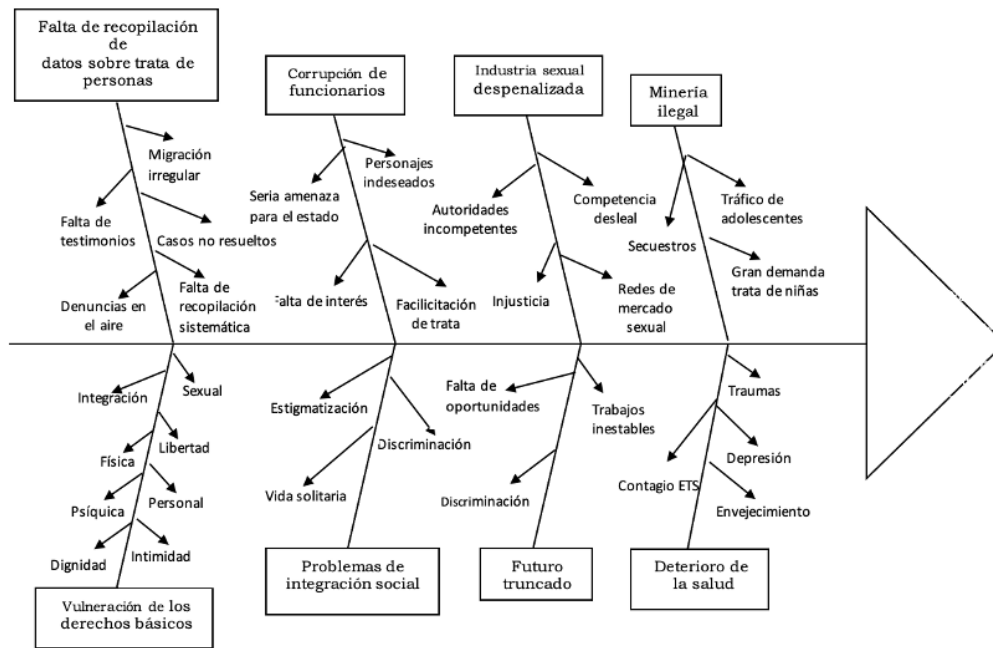 Falta de recopilación
de
datos sobre trata de
personas
Migración
irregular
Falta de
testimonios
Casos no resueltos
Denuncias en
el aire
Falta de
recopilación
sistemática
Corrupción de
funcionarios
Personajes
indeseados
Seria amenaza
para el estado
Falta de interés
Facilicitación
de trata
Industria sexual
despenalizada
Autoridades
incompetentes
Competencia
desleal
Injusticia
Redes de
mercado
sexual
Minería
ilegal
Tráfico de
adolescentes
Secuestros
Gran demanda
trata de niñas
Integración
Sexual
Física
Libertad
Psíquica
Personal
Dignidad
Intimidad
Vulneración de los
derechos básicos
Estigmatización
Discriminación
Vida solitaria
Problemas de
integración social
Falta de
oportunidades
Trabajos
inestables
Discriminación
Futuro
truncado
Traumas
Contagio ETS
Depresión
Envejecimiento
Deterioro de
la salud